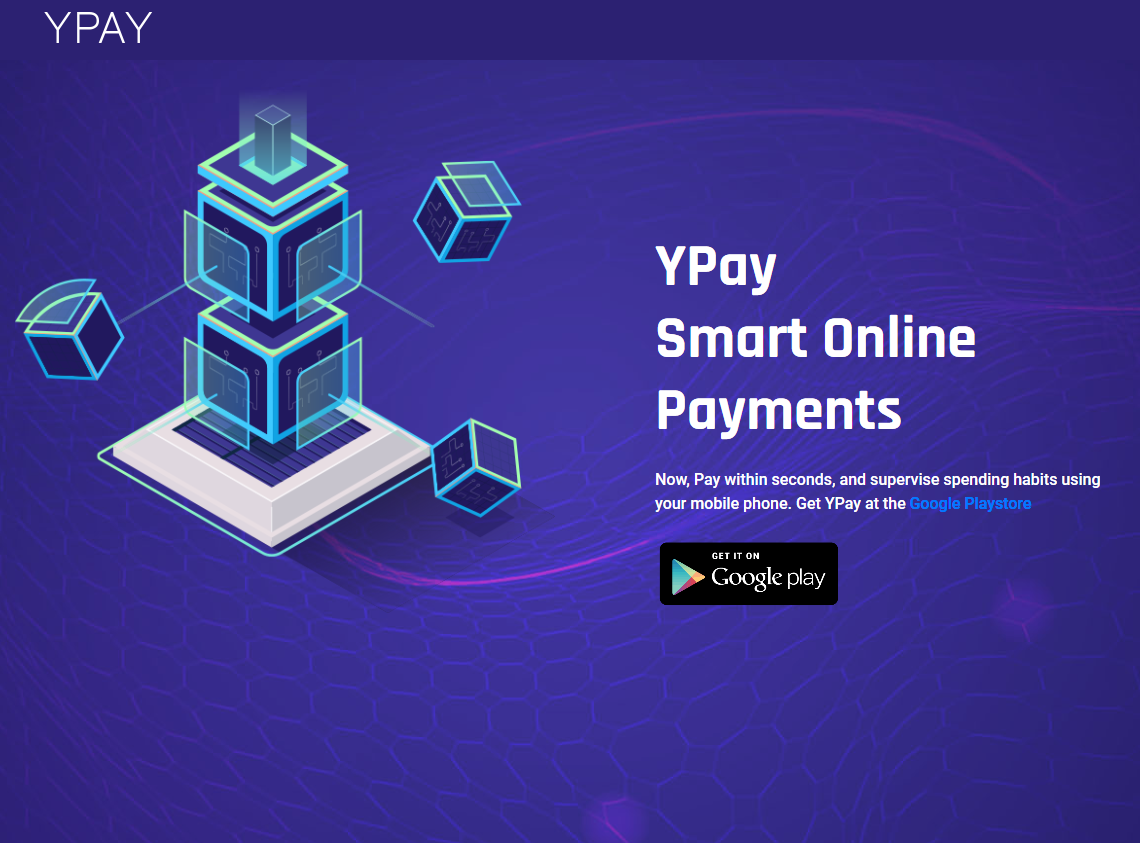 YPAY
YPay
Smart Online
Payments
Now, Pay within seconds, and supervise spending habits using
your mobile phone. Get YPay at the Google Playstore
GET IT ON
Google play